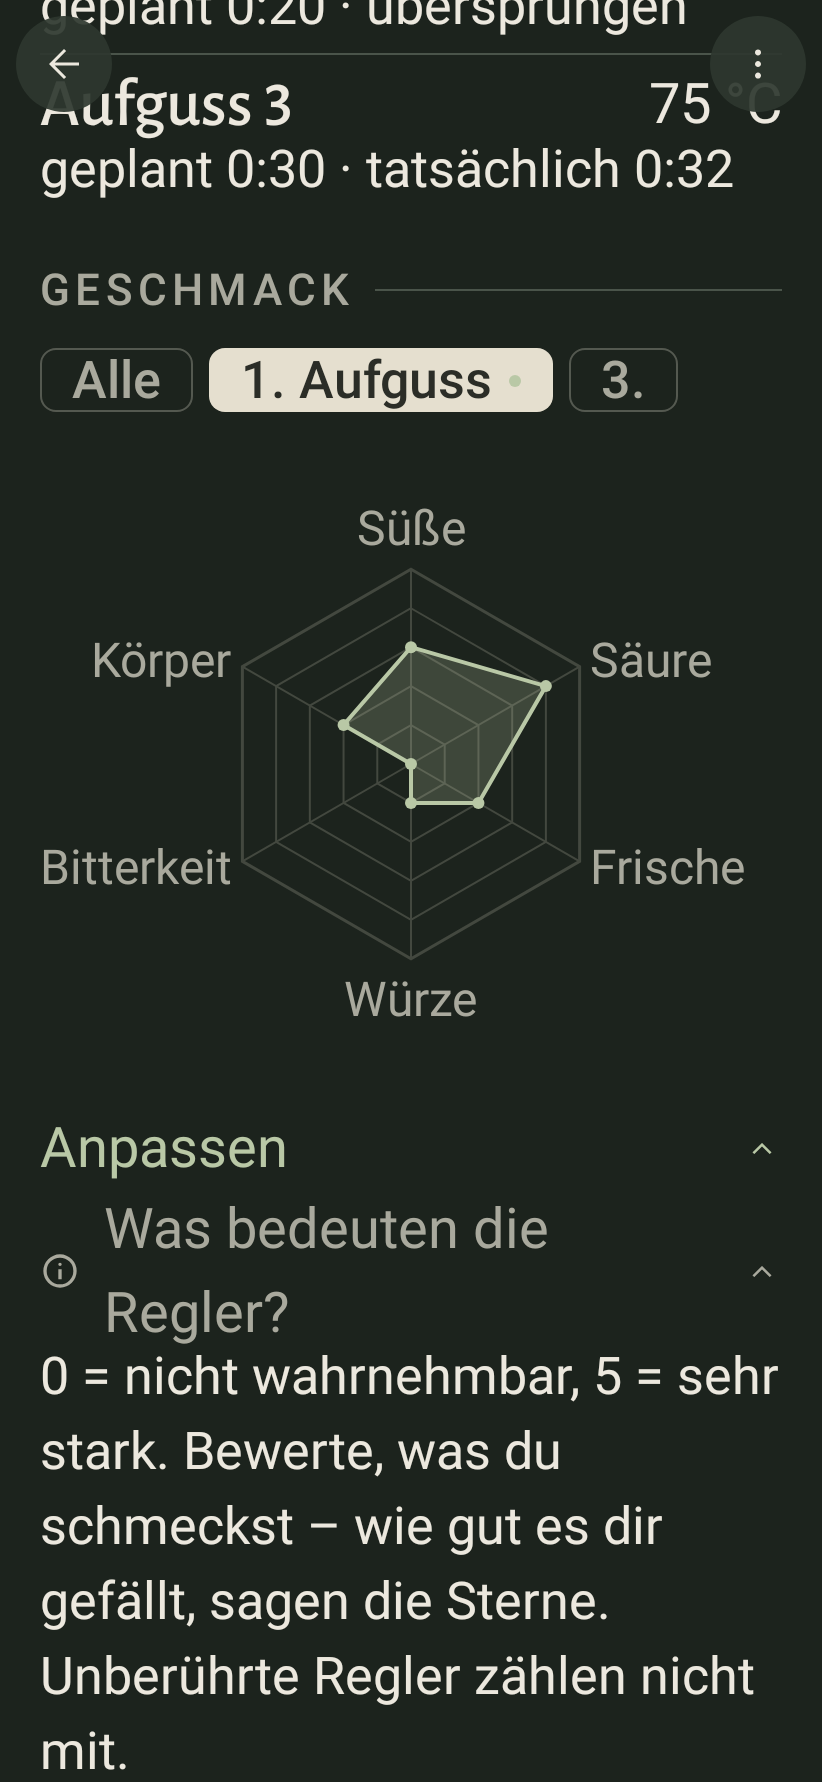 geplant 0:20 · übersprungen
Aufguss 3 75 °C
geplant 0:30 · tatsächlich 0:32
GESCHMACK
Alle 1. Aufguss 3.
Süße
Körper Säure
Bitterkeit Frische
Würze
Anpassen
Was bedeuten die
Regler?
0 = nicht wahrnehmbar, 5 = sehr
stark. Bewerte, was du
schmeckst – wie gut es dir
gefällt, sagen die Sterne.
Unberührte Regler zählen nicht
mit.